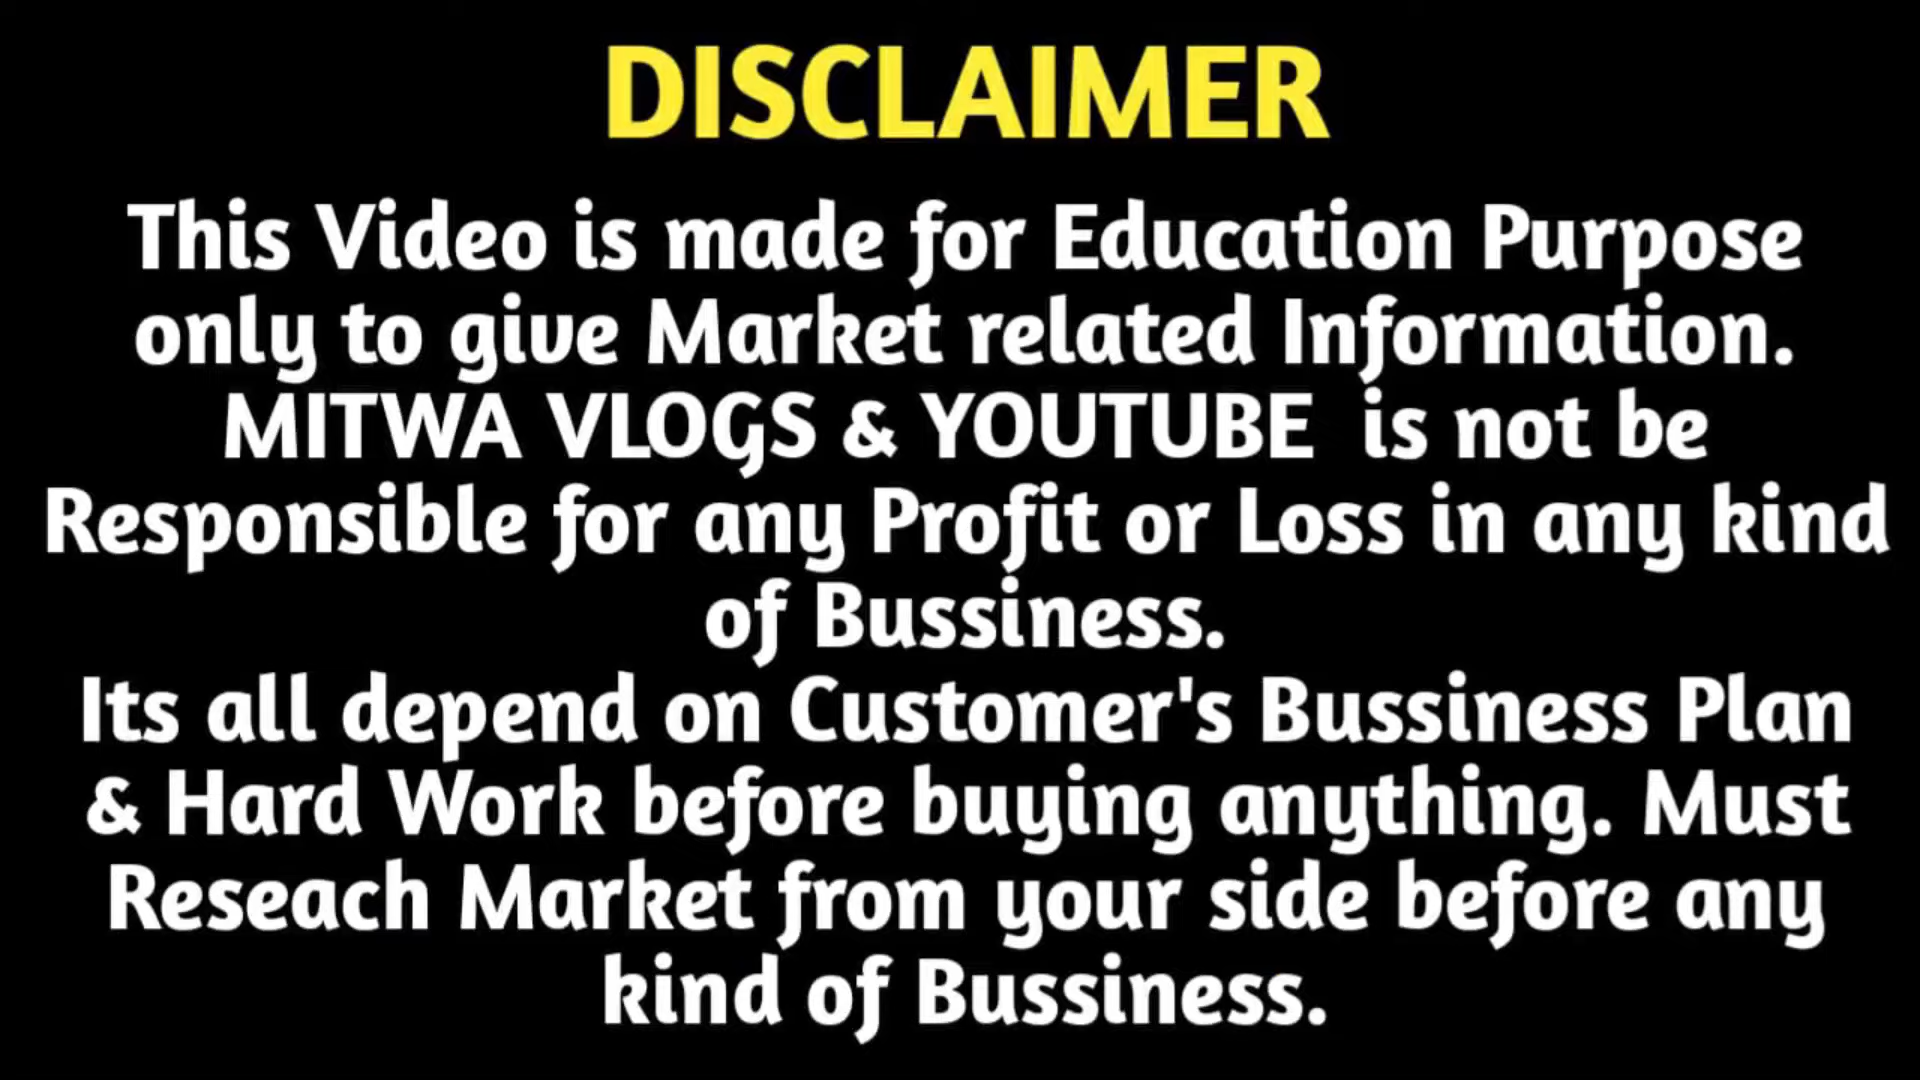 DISCLAIMER
This Video is made for Education Purpose
only to give Market related Information.
MITWA VLOGS & YOUTUBE is not be
Responsible for any Profit or Loss in any kind
of Bussiness.
Its all depend on Customer's Bussiness Plan
& Hard Work before buying anything. Must
Reseach Market from your side before any
kind of Bussiness.